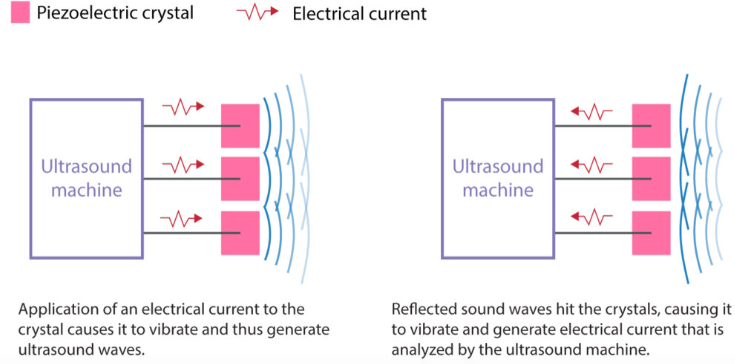 Piezoelectric crystal
Electrical current
Ultrasound
machine
Ultrasound
machine
Application of an electrical current to the
crystal causes it to vibrate and thus generate
ultrasound waves.
Reflected sound waves hit the crystals, causing it
to vibrate and generate electrical current that is
analyzed by the ultrasound machine.